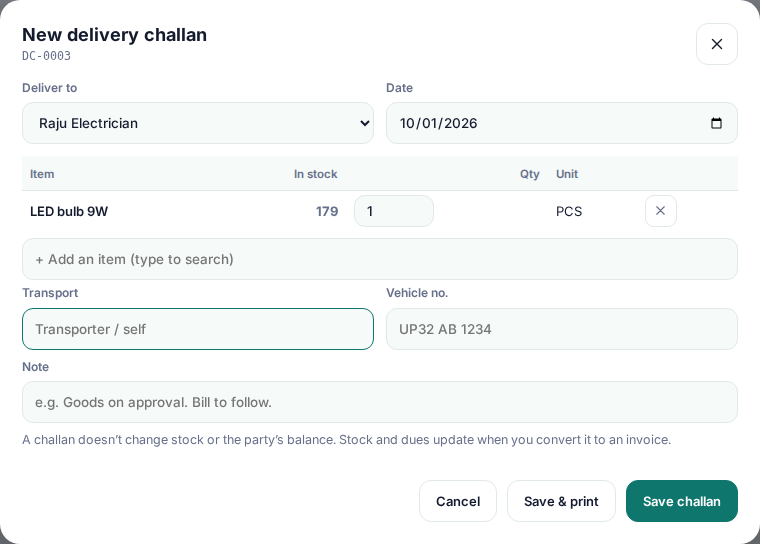 New delivery challan
DC-0003
Deliver to Date
Raju Electrician 10/01/2026
Item In stock Qty Unit
LED bulb 9W 179 1 PCS
+ Add an item (type to search)
Transport Vehicle no.
Transporter / self UP32 AB 1234
Note
e.g. Goods on approval. Bill to follow.
A challan doesn’t change stock or the party’s balance. Stock and dues update when you convert it to an invoice.
Cancel Save & print Save challan